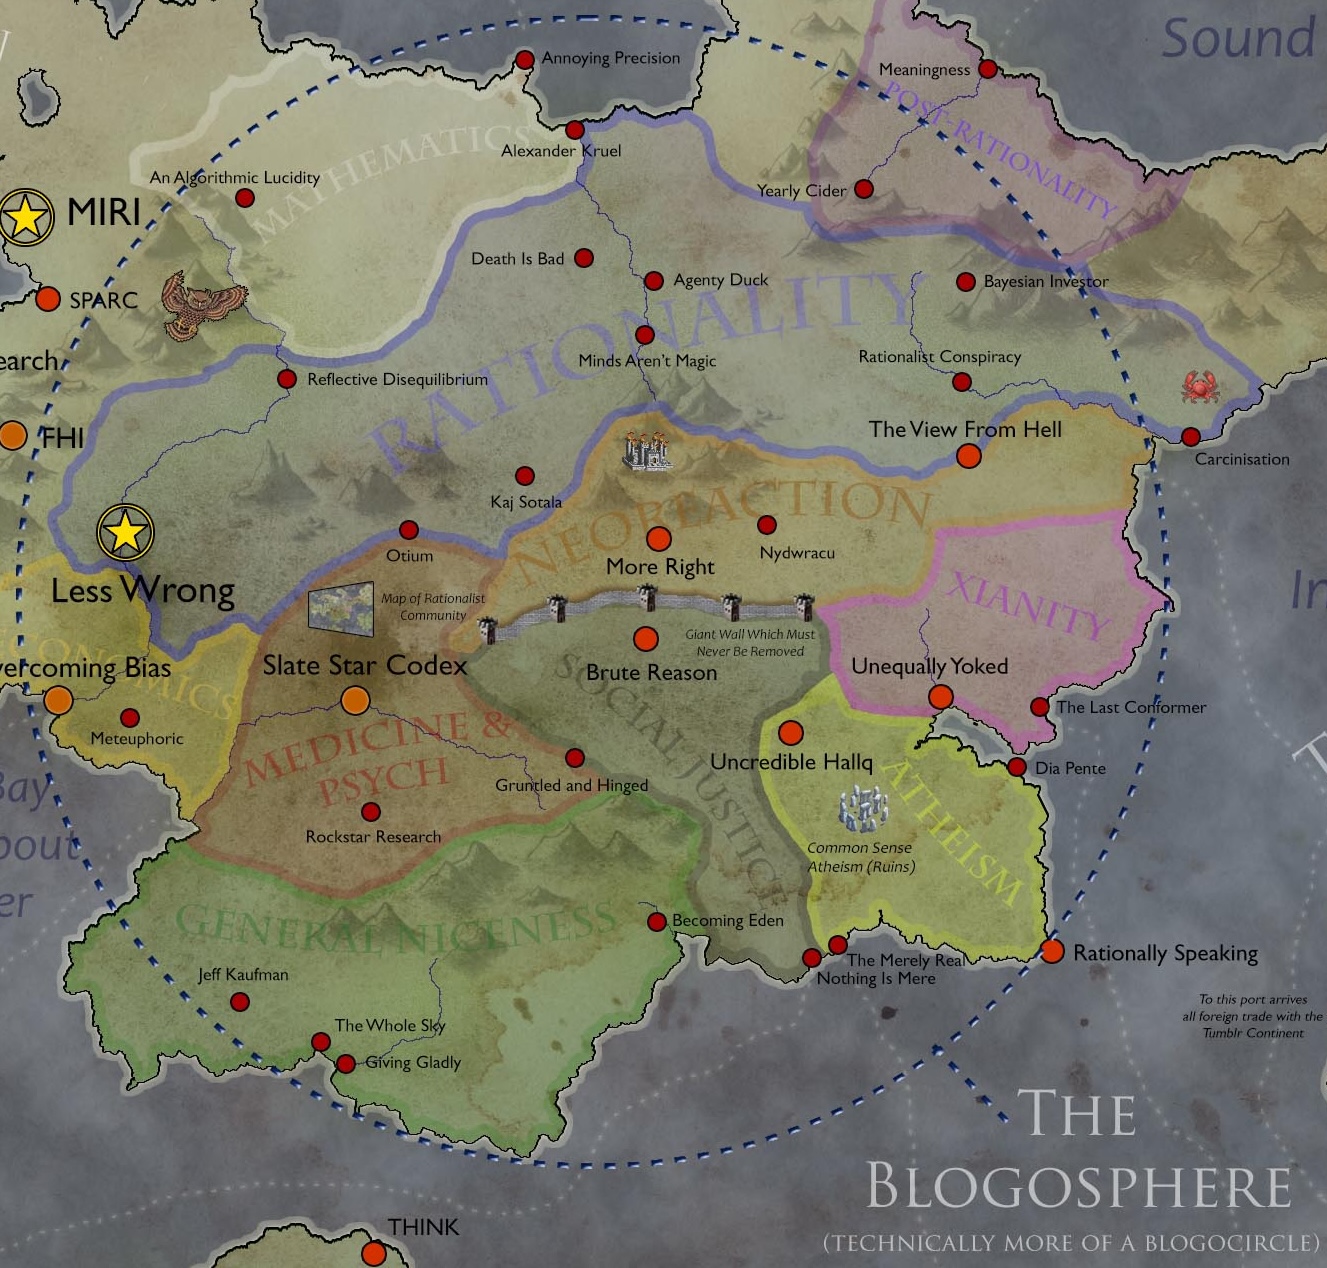 Sound
Annoying Precision
Meaningness
POST-RATIONALITY
MATHEMATICS
Alexander Kruel
An Algorithmic Lucidity
Yearly Cider
MIRI
Death Is Bad
Agenty Duck
Bayesian Investor
SPARC
RATIONALITY
earch
Minds Aren't Magic
Rationalist Conspiracy
Reflective Disequilibrium
FHI
The View From Hell
Carcinisation
Kaj Sotala
NEOREACTION
Otium
More Right
Nydwracu
Less Wrong
Map of Rationalist
Community
XIANITY
In
Giant Wall Which Must
Never Be Removed
ECONOMICS
vercoming Bias
Slate Star Codex
Brute Reason
SOCIAL JUSTICE
Unequally Yoked
The Last Conformer
Meteuphoric
MEDICINE &
PSYCH
Uncredible Hallq
ATHEISM
Dia Pente
Gruntled and Hinged
Bay
bout
er
Rockstar Research
Common Sense
Atheism (Ruins)
GENERAL NICENESS
Becoming Eden
The Merely Real
Nothing Is Mere
Rationally Speaking
Jeff Kaufman
To this port arrives
all foreign trade with the
Tumblr Continent
The Whole Sky
Giving Gladly
THE
BLOGOSPHERE
(TECHNICALLY MORE OF A BLOGOCIRCLE)
THINK